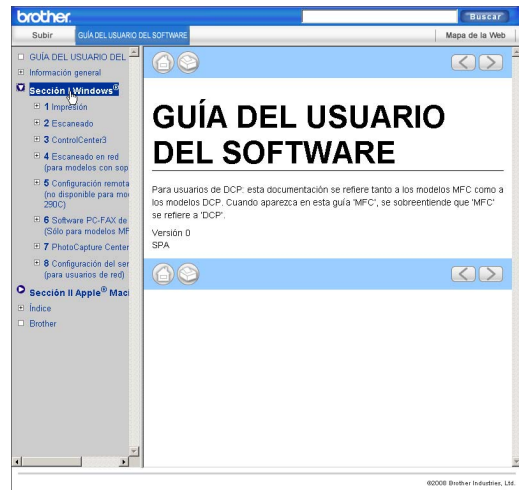 brother.
Buscar
Subir
GUÍA DEL USUARIO DEL SOFTWARE
Mapa de la Web
GUÍA DEL USUARIO DEL
Información general
Sección I Windows®
1 Impresión
2 Escaneado
3 ControlCenter3
4 Escaneado en red
(para modelos con sop
5 Configuración remota
(no disponible para mo
290C)
6 Software PC-FAX de
(Sólo para modelos MF
7 PhotoCapture Center
8 Configuración del ser
(para usuarios de red)
Sección II Apple® Mac
Índice
Brother
GUÍA DEL USUARIO
DEL SOFTWARE
Para usuarios de DCP: esta documentación se refiere tanto a los modelos MFC como a
los modelos DCP. Cuando aparezca en esta guía 'MFC', se sobreentiende que 'MFC'
se refiere a 'DCP'.
Versión 0
SPA
©2008 Brother Industries, Ltd.